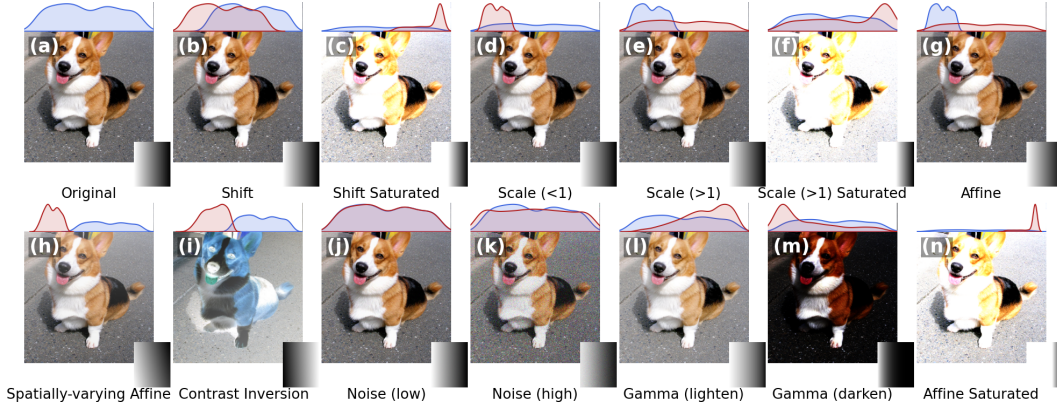 (a) (b) (c) (d) (e) (f) (g)
Original Shift Shift Saturated Scale (<1) Scale (>1) Scale (>1) Saturated Affine
(h) (i) (j) (k) (l) (m) (n)
Spatially-varying Affine Contrast Inversion Noise (low) Noise (high) Gamma (lighten) Gamma (darken) Affine Saturated